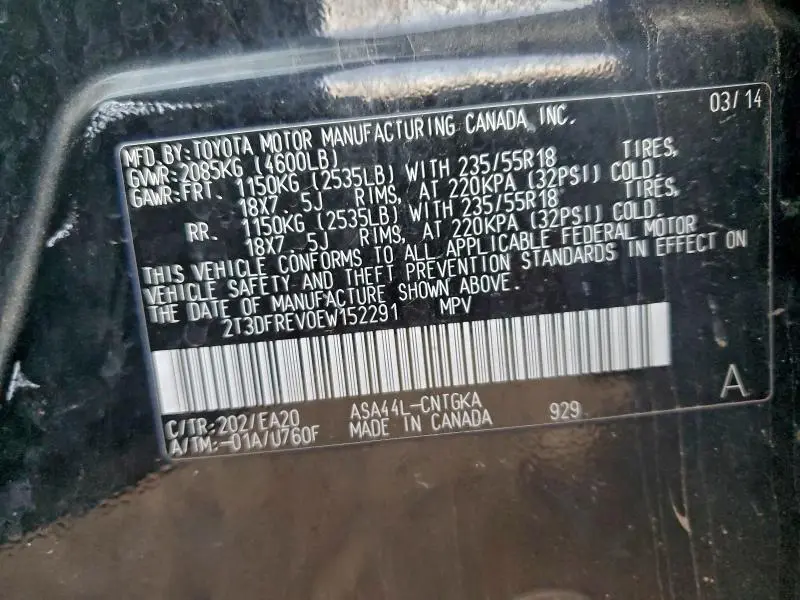 03/14
MFD.BY:TOYOTA MOTOR MANUFACTURING CANADA INC.
GVWR:2085KG (4600LB)
GAWR:FRT. 1150KG (2535LB) WITH 235/55R18 TIRES,
18X7.5J RIMS, AT 220KPA (32PSI) COLD.
RR. 1150KG (2535LB) WITH 235/55R18 TIRES,
18X7.5J RIMS, AT 220KPA (32PSI) COLD.
THIS VEHICLE CONFORMS TO ALL APPLICABLE FEDERAL MOTOR
VEHICLE SAFETY AND THEFT PREVENTION STANDARDS IN EFFECT ON
THE DATE OF MANUFACTURE SHOWN ABOVE.
2T3DFREV0EW152291 MPV
A
C/TR:202/EA20 ASA44L-CNTGKA 929
A/TM:-01A/U760F MADE IN CANADA